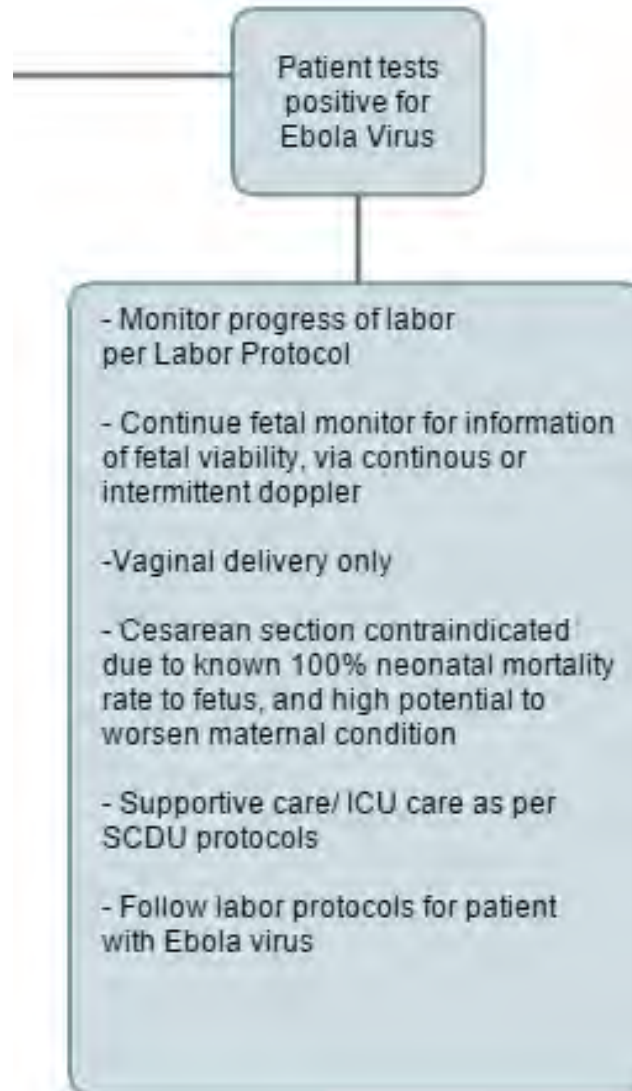 Patient tests
positive for
Ebola Virus
- Monitor progress of labor
per Labor Protocol
- Continue fetal monitor for information
of fetal viability, via continous or
intermittent doppler
-Vaginal delivery only
- Cesarean section contraindicated
due to known 100% neonatal mortality
rate to fetus, and high potential to
worsen maternal condition
- Supportive care/ ICU care as per
SCDU protocols
- Follow labor protocols for patient
with Ebola virus